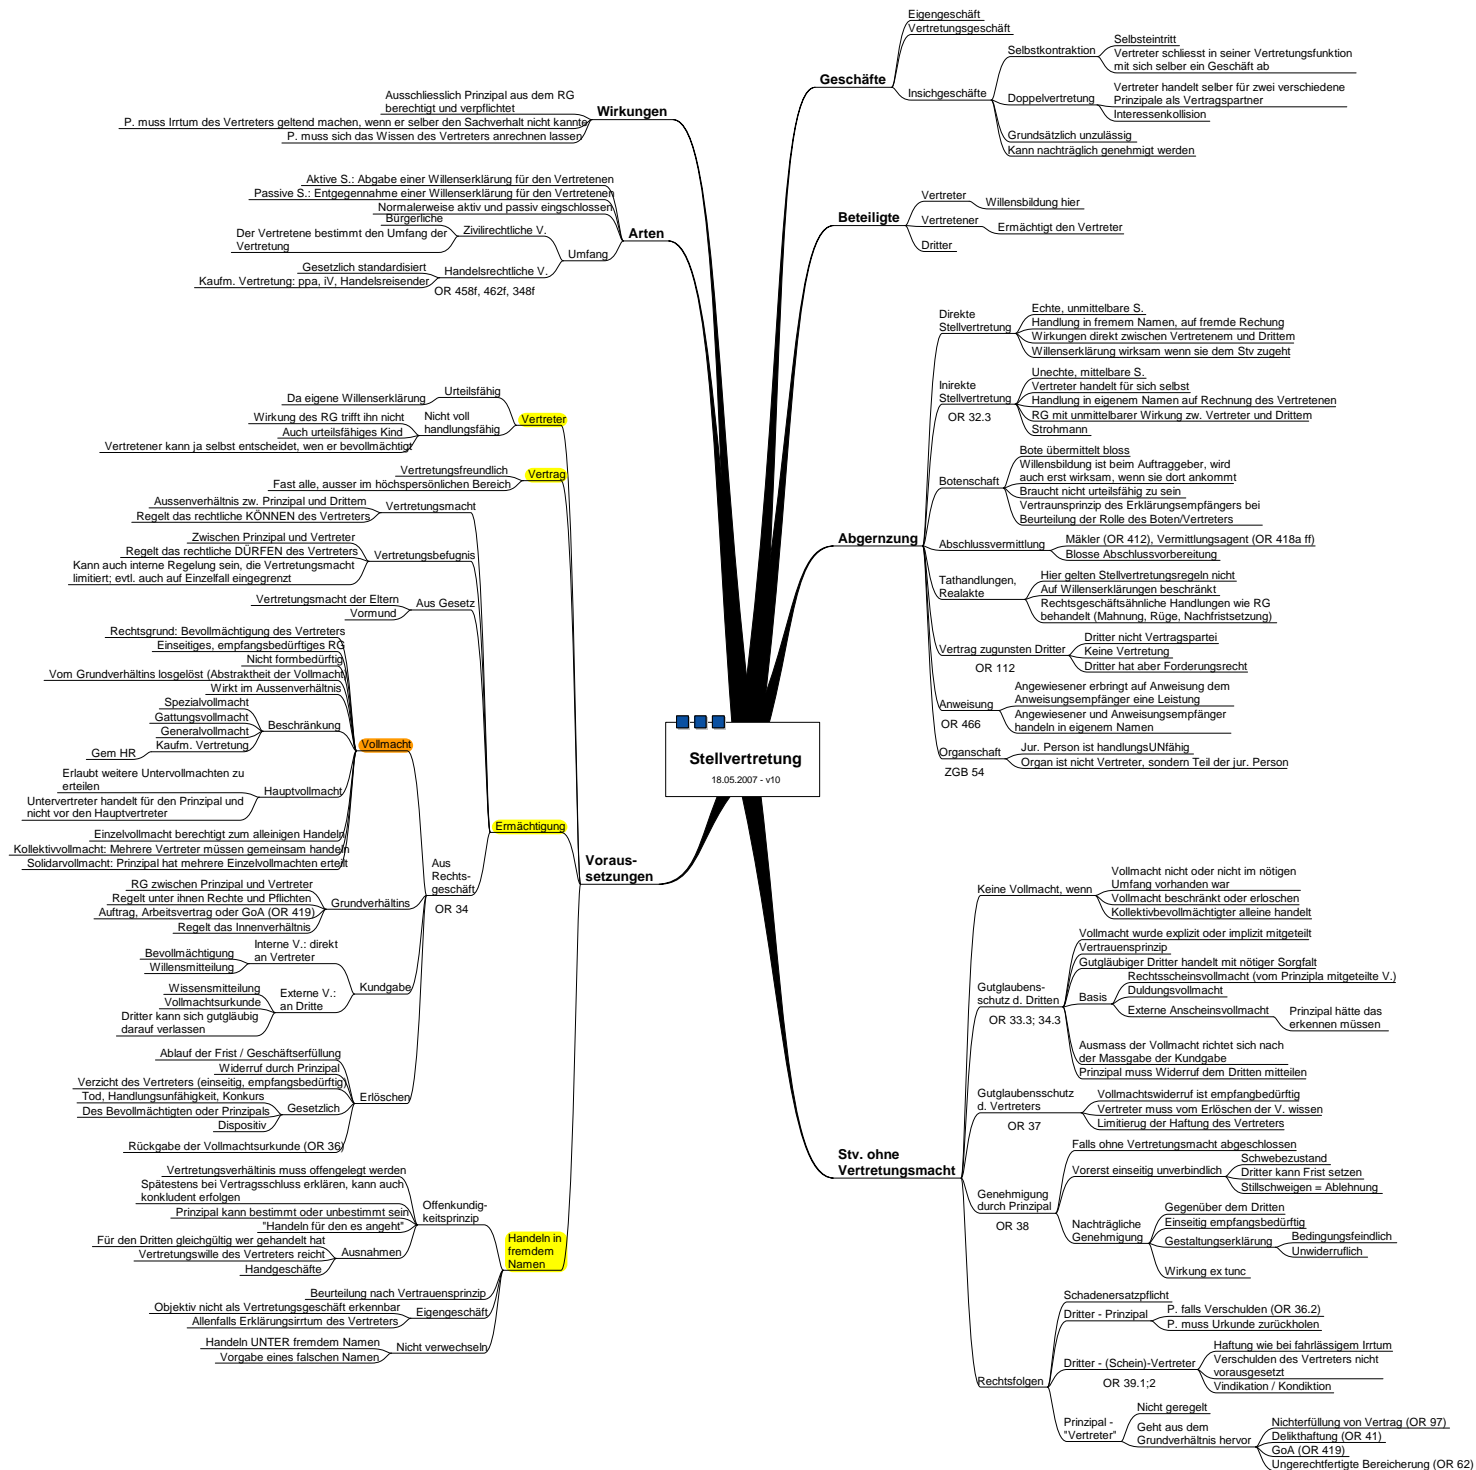 Stellvertretung
18.05.2007 - v10
Geschäfte
Eigengeschäft
Vertretungsgeschäft
Insichgeschäfte
Selbstkontraktion
Selbsteintritt
Vertreter schliesst in seiner Vertretungsfunktion
mit sich selber ein Geschäft ab
Doppelvertretung
Vertreter handelt selber für zwei verschiedene
Prinzipale als Vertragspartner
Interessenkollision
Grundsätzlich unzulässig
Kann nachträglich genehmigt werden
Beteiligte
Vertreter
Willensbildung hier
Vertretener
Ermächtigt den Vertreter
Dritter
Abgernzung
Direkte
Stellvertretung
Echte, unmittelbare S.
Handlung in fremem Namen, auf fremde Rechung
Wirkungen direkt zwischen Vertretenem und Drittem
Willenserklärung wirksam wenn sie dem Stv zugeht
Inirekte
Stellvertretung
OR 32.3
Unechte, mittelbare S.
Vertreter handelt für sich selbst
Handlung in eigenem Namen auf Rechnung des Vertretenen
RG mit unmittelbarer Wirkung zw. Vertreter und Drittem
Strohmann
Botenschaft
Bote übermittelt bloss
Willensbildung ist beim Auftraggeber, wird
auch erst wirksam, wenn sie dort ankommt
Braucht nicht urteilsfähig zu sein
Vertraunsprinzip des Erklärungsempfängers bei
Beurteilung der Rolle des Boten/Vertreters
Abschlussvermittlung
Mäkler (OR 412), Vermittlungsagent (OR 418a ff)
Blosse Abschlussvorbereitung
Tathandlungen,
Realakte
Hier gelten Stellvertretungsregeln nicht
Auf Willenserklärungen beschränkt
Rechtsgeschäftsähnliche Handlungen wie RG
behandelt (Mahnung, Rüge, Nachfristsetzung)
Vertrag zugunsten Dritter
OR 112
Dritter nicht Vertragspartei
Keine Vertretung
Dritter hat aber Forderungsrecht
Anweisung
OR 466
Angewiesener erbringt auf Anweisung dem
Anweisungsempfänger eine Leistung
Angewiesener und Anweisungsempfänger
handeln in eigenem Namen
Organschaft
ZGB 54
Jur. Person ist handlungsUNfähig
Organ ist nicht Vertreter, sondern Teil der jur. Person
Stv. ohne
Vertretungsmacht
Keine Vollmacht, wenn
Vollmacht nicht oder nicht im nötigen
Umfang vorhanden war
Vollmacht beschränkt oder erloschen
Kollektivbevollmächtigter alleine handelt
Gutglaubens-
schutz d. Dritten
OR 33.3; 34.3
Vollmacht wurde explizit oder implizit mitgeteilt
Vertrauensprinzip
Gutgläubiger Dritter handelt mit nötiger Sorgfalt
Basis
Rechtsscheinsvollmacht (vom Prinzipla mitgeteilte V.)
Duldungsvollmacht
Externe Anscheinsvollmacht
Prinzipal hätte das
erkennen müssen
Ausmass der Vollmacht richtet sich nach
der Massgabe der Kundgabe
Prinzipal muss Widerruf dem Dritten mitteilen
Gutglaubensschutz
d. Vertreters
OR 37
Vollmachtswiderruf ist empfangbedürftig
Vertreter muss vom Erlöschen der V. wissen
Limitierug der Haftung des Vertreters
Genehmigung
durch Prinzipal
OR 38
Falls ohne Vertretungsmacht abgeschlossen
Vorerst einseitig unverbindlich
Schwebezustand
Dritter kann Frist setzen
Stillschweigen = Ablehnung
Nachträgliche
Genehmigung
Gegenüber dem Dritten
Einseitig empfangsbedürftig
Gestaltungserklärung
Bedingungsfeindlich
Unwiderruflich
Wirkung ex tunc
Rechtsfolgen
Schadenersatzpflicht
Dritter - Prinzipal
P. falls Verschulden (OR 36.2)
P. muss Urkunde zurückholen
Dritter - (Schein)-Vertreter
OR 39.1;2
Haftung wie bei fahrlässigem Irrtum
Verschulden des Vertreters nicht
vorausgesetzt
Vindikation / Kondiktion
Prinzipal -
"Vertreter"
Nicht geregelt
Geht aus dem
Grundverhältnis hervor
Nichterfüllung von Vertrag (OR 97)
Delikthaftung (OR 41)
GoA (OR 419)
Ungerechtfertige Bereicherung (OR 62)
Wirkungen
Ausschliesslich Prinzipal aus dem RG
berechtigt und verpflichtet
P. muss Irrtum des Vertreters geltend machen, wenn er selber den Sachverhalt nicht kannte
P. muss sich das Wissen des Vertreters anrechnen lassen
Arten
Aktive S.: Abgabe einer Willenserklärung für den Vertretenen
Passive S.: Entgegennahme einer Willenserklärung für den Vertretenen
Normalerweise aktiv und passiv eingschlossen
Umfang
Zivilirechtliche V.
Bürgerliche
Der Vertretene bestimmt den Umfang der
Vertretung
Handelsrechtliche V.
OR 458f, 462f, 348f
Gesetzlich standardisiert
Kaufm. Vertretung: ppa, iV, Handelsreisender
Voraus-
setzungen
Vertreter
Urteilsfähig
Da eigene Willenserklärung
Nicht voll
handlungsfähig
Wirkung des RG trifft ihn nicht
Auch urteilsfähiges Kind
Vertretener kann ja selbst entscheidet, wen er bevollmächtigt
Vertrag
Vertretungsfreundlich
Fast alle, ausser im höchspersönlichen Bereich
Ermächtigung
Vertretungsmacht
Aussenverhältnis zw. Prinzipal und Drittem
Regelt das rechtliche KÖNNEN des Vertreters
Vertretungsbefugnis
Zwischen Prinzipal und Vertreter
Regelt das rechtliche DÜRFEN des Vertreters
Kann auch interne Regelung sein, die Vertretungsmacht
limitiert; evtl. auch auf Einzelfall eingegrenzt
Aus Gesetz
Vertretungsmacht der Eltern
Vormund
Aus
Rechts-
geschäft
OR 34
Vollmacht
Rechtsgrund: Bevollmächtigung des Vertreters
Einseitiges, empfangsbedürftiges RG
Nicht formbedürftig
Vom Grundverhältins losgelöst (Abstraktheit der Vollmacht
Wirkt im Aussenverhältnis
Beschränkung
Spezialvollmacht
Gattungsvollmacht
Generalvollmacht
Kaufm. Vertretung
Gem HR
Hauptvollmacht
Erlaubt weitere Untervollmachten zu
erteilen
Untervertreter handelt für den Prinzipal und
nicht vor den Hauptvertreter
Einzelvollmacht berechtigt zum alleinigen Handeln
Kollektivvollmacht: Mehrere Vertreter müssen gemeinsam handeln
Solidarvollmacht: Prinzipal hat mehrere Einzelvollmachten erteilt
Grundverhältins
RG zwischen Prinzipal und Vertreter
Regelt unter ihnen Rechte und Pflichten
Auftrag, Arbeitsvertrag oder GoA (OR 419)
Regelt das Innenverhältnis
Kundgabe
Interne V.: direkt
an Vertreter
Bevollmächtigung
Willensmitteilung
Externe V.:
an Dritte
Wissensmitteilung
Vollmachtsurkunde
Dritter kann sich gutgläubig
darauf verlassen
Erlöschen
Ablauf der Frist / Geschäftserfüllung
Widerruf durch Prinzipal
Verzicht des Vertreters (einseitig, empfangsbedürftig)
Gesetzlich
Tod, Handlungsunfähigkeit, Konkurs
Des Bevollmächtigten oder Prinzipals
Dispositiv
Rückgabe der Vollmachtsurkunde (OR 36)
Handeln in
fremdem
Namen
Offenkundig-
keitsprinzip
Vertretungsverhältinis muss offengelegt werden
Spätestens bei Vertragsschluss erklären, kann auch
konkludent erfolgen
Prinzipal kann bestimmt oder unbestimmt sein
"Handeln für den es angeht"
Ausnahmen
Für den Dritten gleichgültig wer gehandelt hat
Vertretungswille des Vertreters reicht
Handgeschäfte
Beurteilung nach Vertrauensprinzip
Eigengeschäft
Objektiv nicht als Vertretungsgeschäft erkennbar
Allenfalls Erklärungsirrtum des Vertreters
Nicht verwechseln
Handeln UNTER fremdem Namen
Vorgabe eines falschen Namen